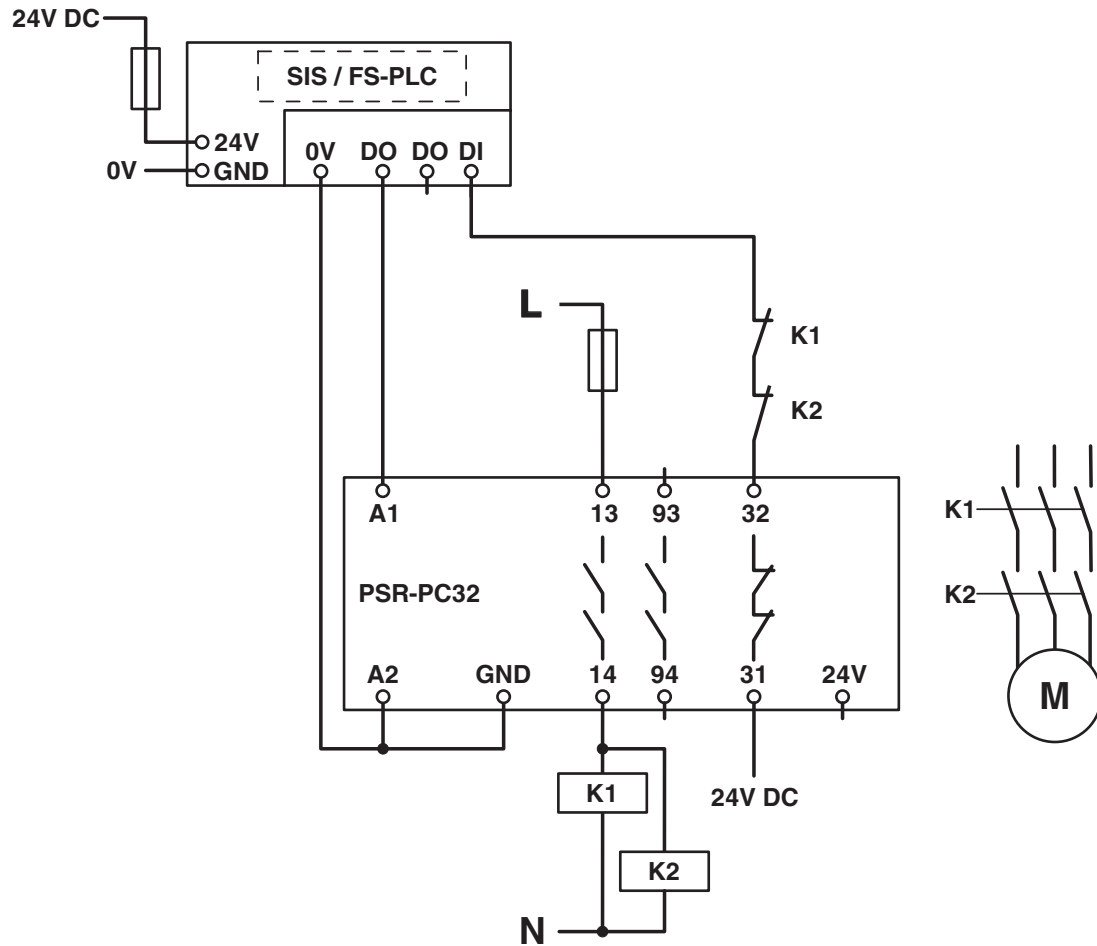 24V DC
SIS / FS-PLC
24V
0V
GND
0V DO DO DI
L
K1
K2
A1 13 93 32
PSR-PC32
A2 GND 14 94 31 24V
K1
K2
M
K1
24V DC
K2
N